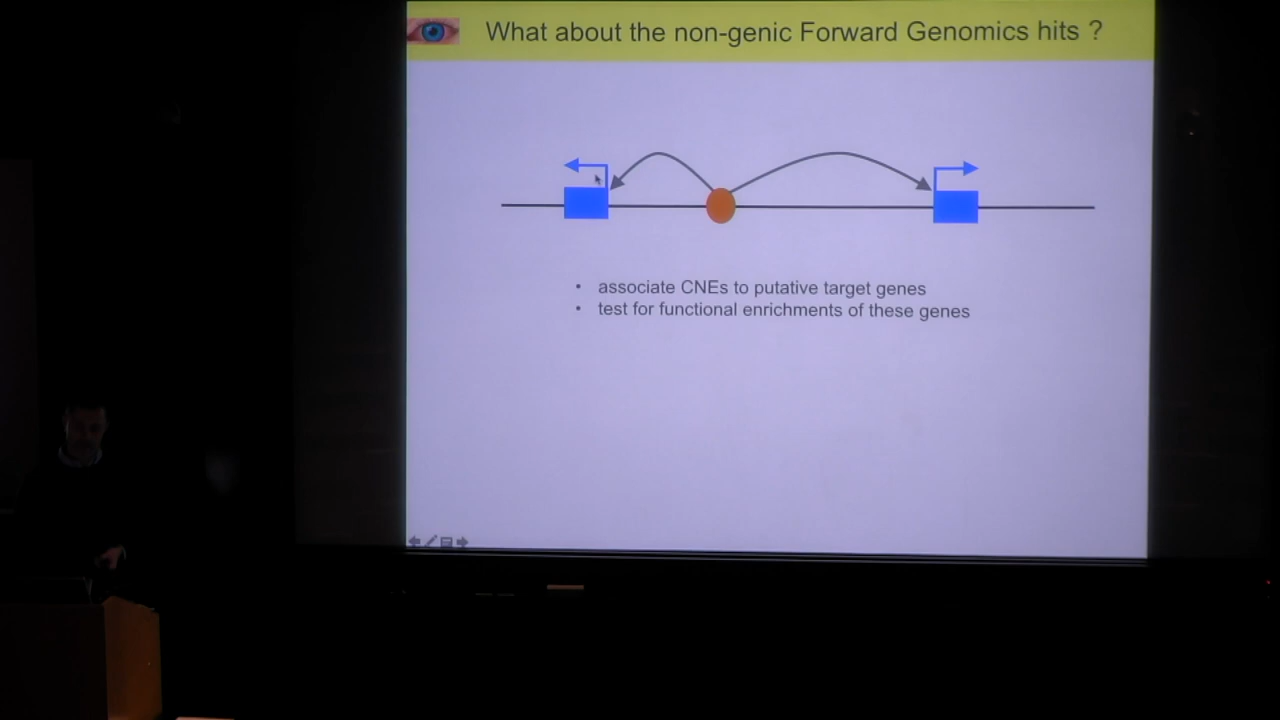 What about the non-genic Forward Genomics hits ?
• associate CNEs to putative target genes
• test for functional enrichments of these genes